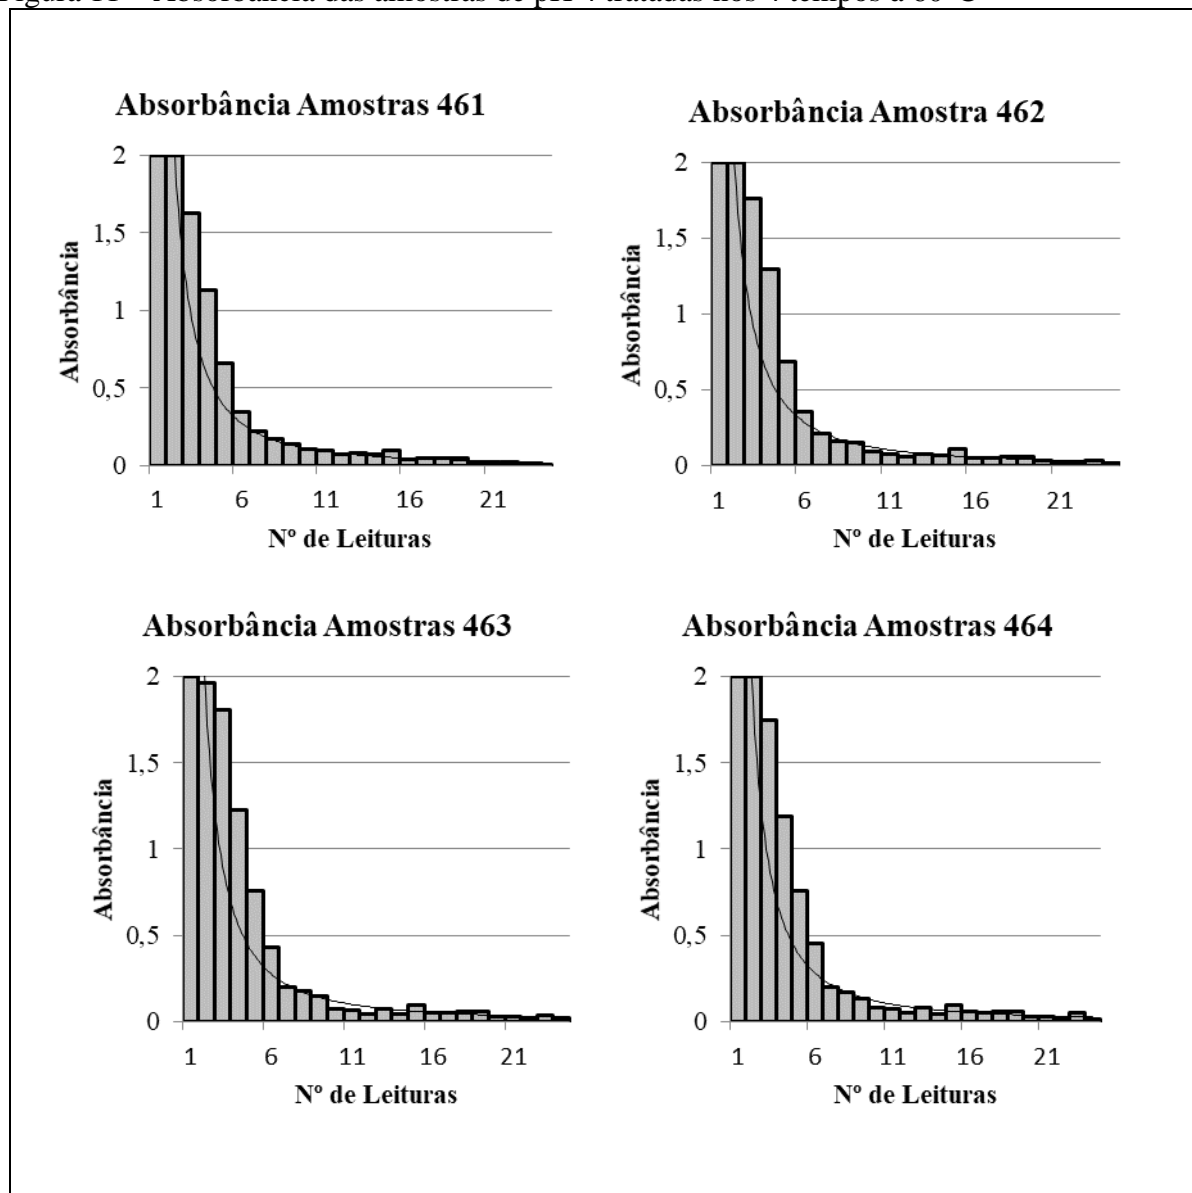 Absorbância Amostras 461
2
1,5
1
0,5
0
Absorbância
1 6 11 16 21
Nº de Leituras
Absorbância Amostra 462
2
1,5
1
0,5
0
Absorbância
1 6 11 16 21
Nº de Leituras
Absorbância Amostras 463
2
1,5
1
0,5
0
Absorbância
1 6 11 16 21
Nº de Leituras
Absorbância Amostras 464
2
1,5
1
0,5
0
Absorbância
1 6 11 16 21
Nº de Leituras